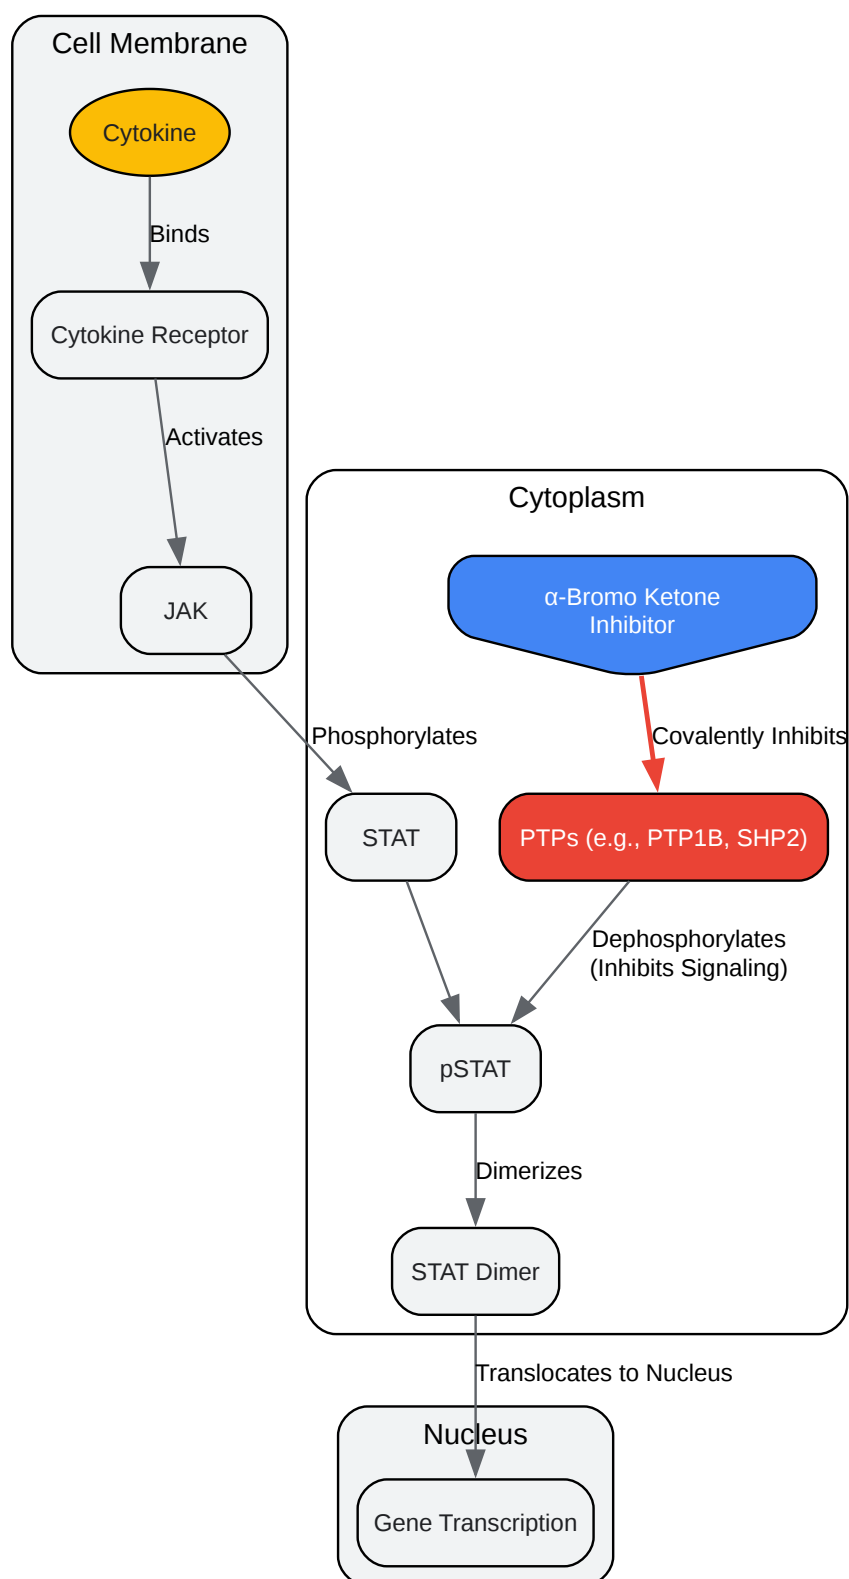 Cell Membrane
Cytokine
Binds
Cytokine Receptor
Activates
JAK
Cytoplasm
α-Bromo Ketone
Inhibitor
Phosphorylates
Covalently Inhibits
STAT
PTPs (e.g., PTP1B, SHP2)
Dephosphorylates
(Inhibits Signaling)
pSTAT
Dimerizes
STAT Dimer
Translocates to Nucleus
Nucleus
Gene Transcription